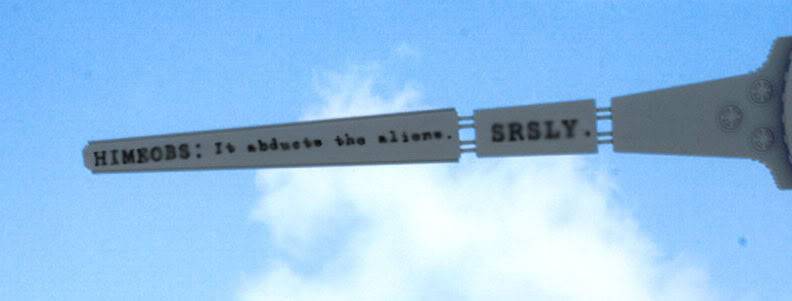 HIMEOBS: It abducts the aliens. SRSLY.